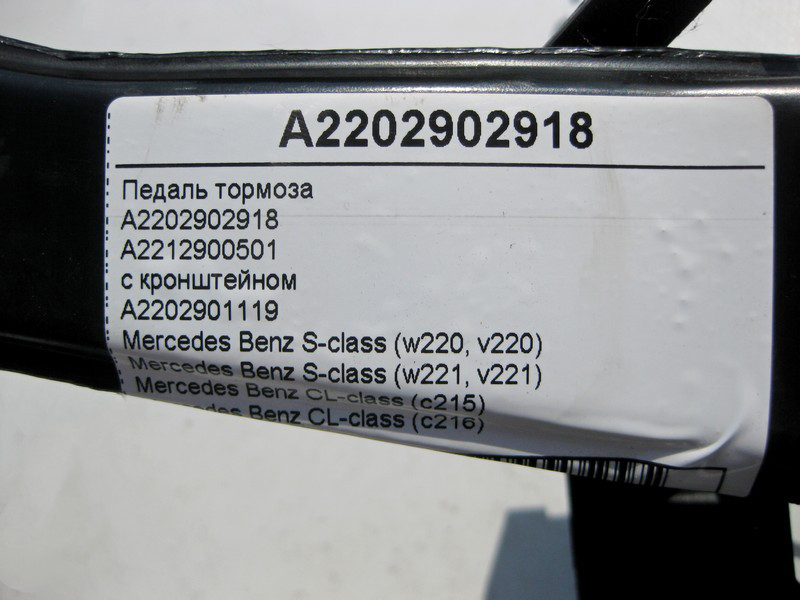 A2202902918
Педаль тормоза
A2202902918
A2212900501
с кронштейном
A2202901119
Mercedes Benz S-class (w220, v220)
Mercedes Benz S-class (w221, v221)
Mercedes Benz CL-class (c215)
Benz CL-class (c216)